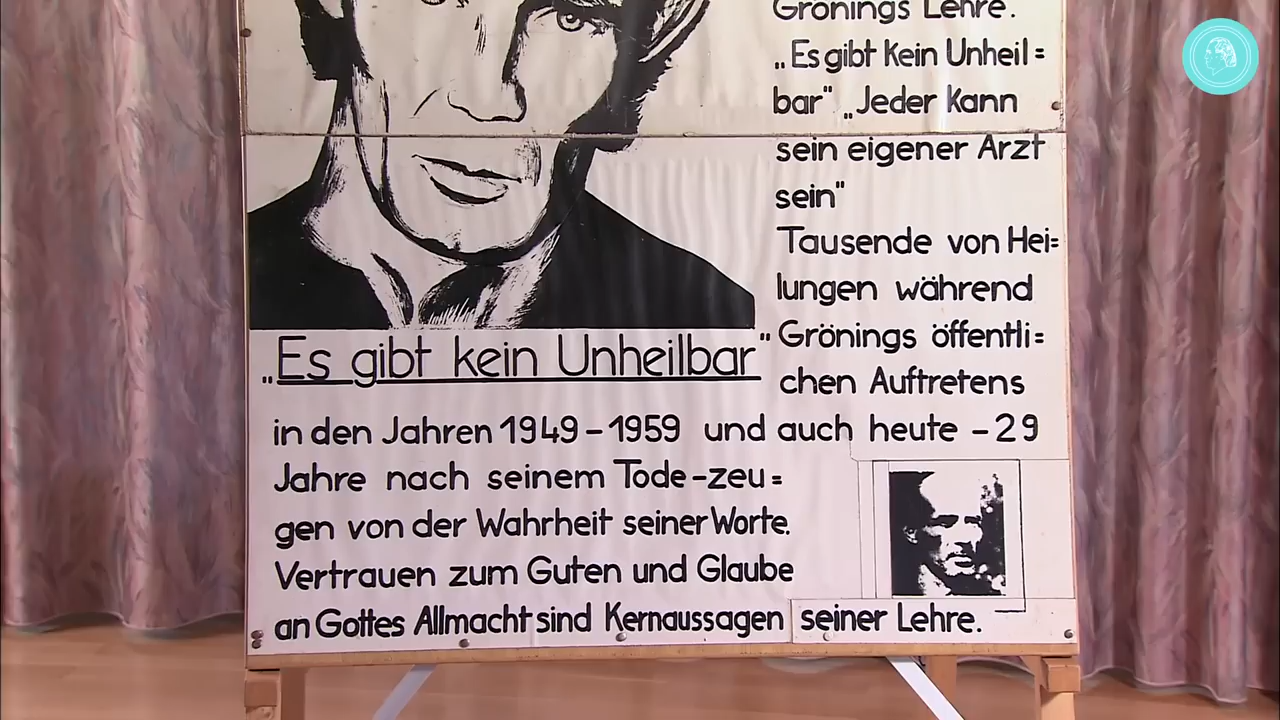 Grönings Lehre.
„Es gibt kein Unheil=
bar" „Jeder kann
sein eigener Arzt
sein"
Tausende von Hei=
lungen während
Grönings öffentli=
chen Auftretens
„Es gibt kein Unheilbar"
in den Jahren 1949-1959 und auch heute - 29
Jahre nach seinem Tode-zeu=
gen von der Wahrheit seiner Worte.
Vertrauen zum Guten und Glaube
an Gottes Allmacht sind Kernaussagen seiner Lehre.